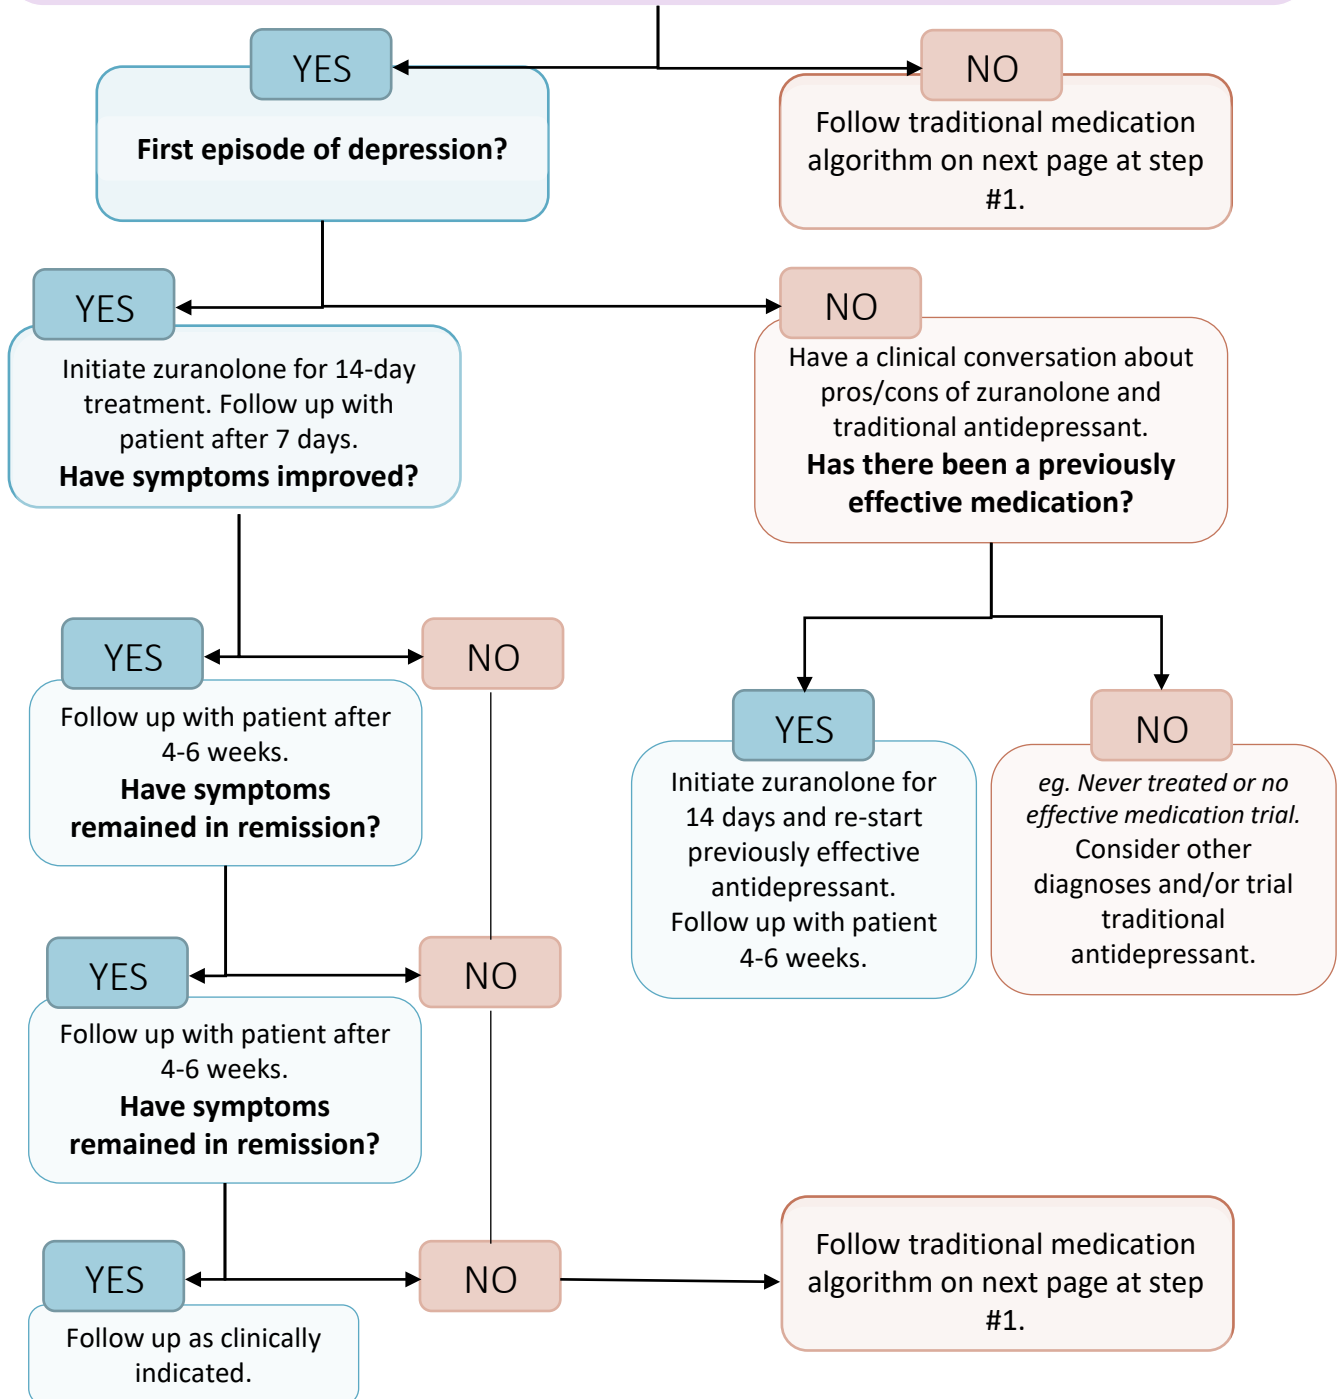 YES
NO
First episode of depression?
Follow traditional medication
algorithm on next page at step
#1.
YES
NO
Initiate zuranolone for 14-day
treatment. Follow up with
patient after 7 days.
Have symptoms improved?
Have a clinical conversation about
pros/cons of zuranolone and
traditional antidepressant.
Has there been a previously
effective medication?
YES
NO
Follow up with patient after
4-6 weeks.
Have symptoms
remained in remission?
YES
Initiate zuranolone for
14 days and re-start
previously effective
antidepressant.
Follow up with patient
4-6 weeks.
NO
eg. Never treated or no
effective medication trial.
Consider other
diagnoses and/or trial
traditional
antidepressant.
YES
NO
Follow up with patient after
4-6 weeks.
Have symptoms
remained in remission?
YES
NO
Follow up as clinically
indicated.
Follow traditional medication
algorithm on next page at step
#1.